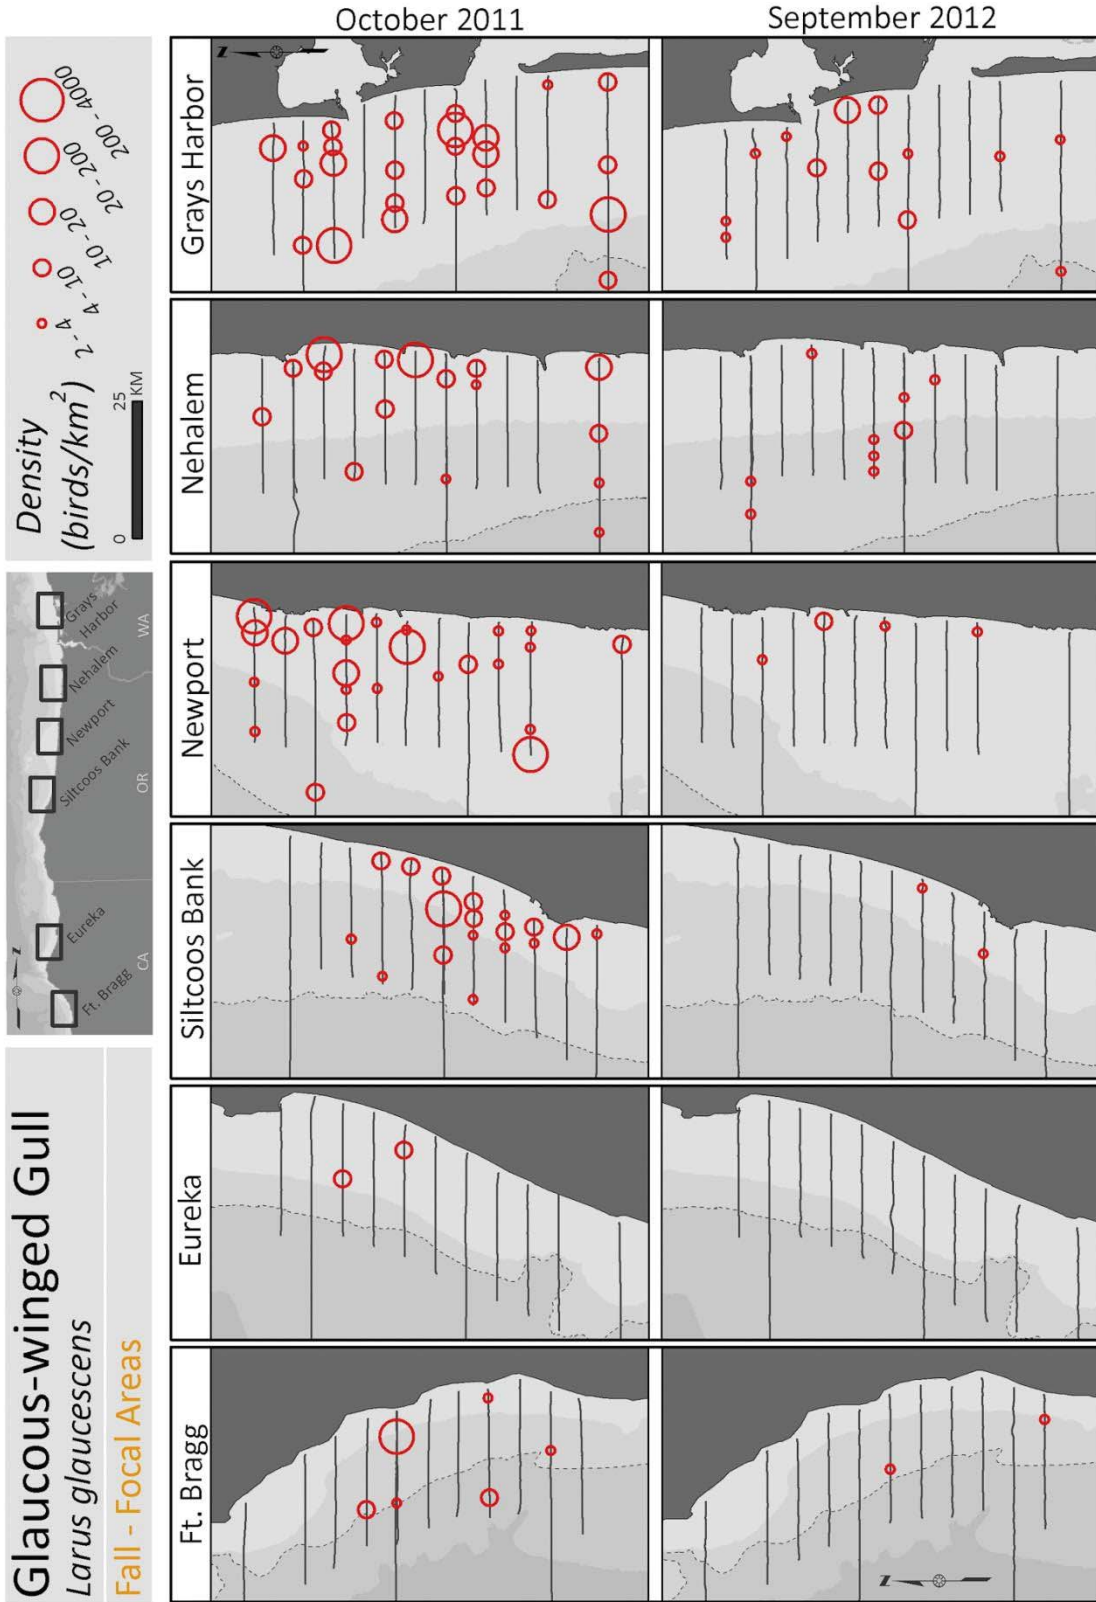 Glaucous-winged Gull
Larus glaucescens
Fall - Focal Areas
N
Ft. Bragg
Eureka
Siltcoos Bank
Newport
Nehalem
Grays
Harbor
CA
OR
WA
Density
(birds/km²)
2 - 4
4 - 10
10 - 20
20 - 200
200 - 4000
0
25
KM
October 2011
September 2012
Grays Harbor
N
Nehalem
Newport
Siltcoos Bank
Eureka
Ft. Bragg
N